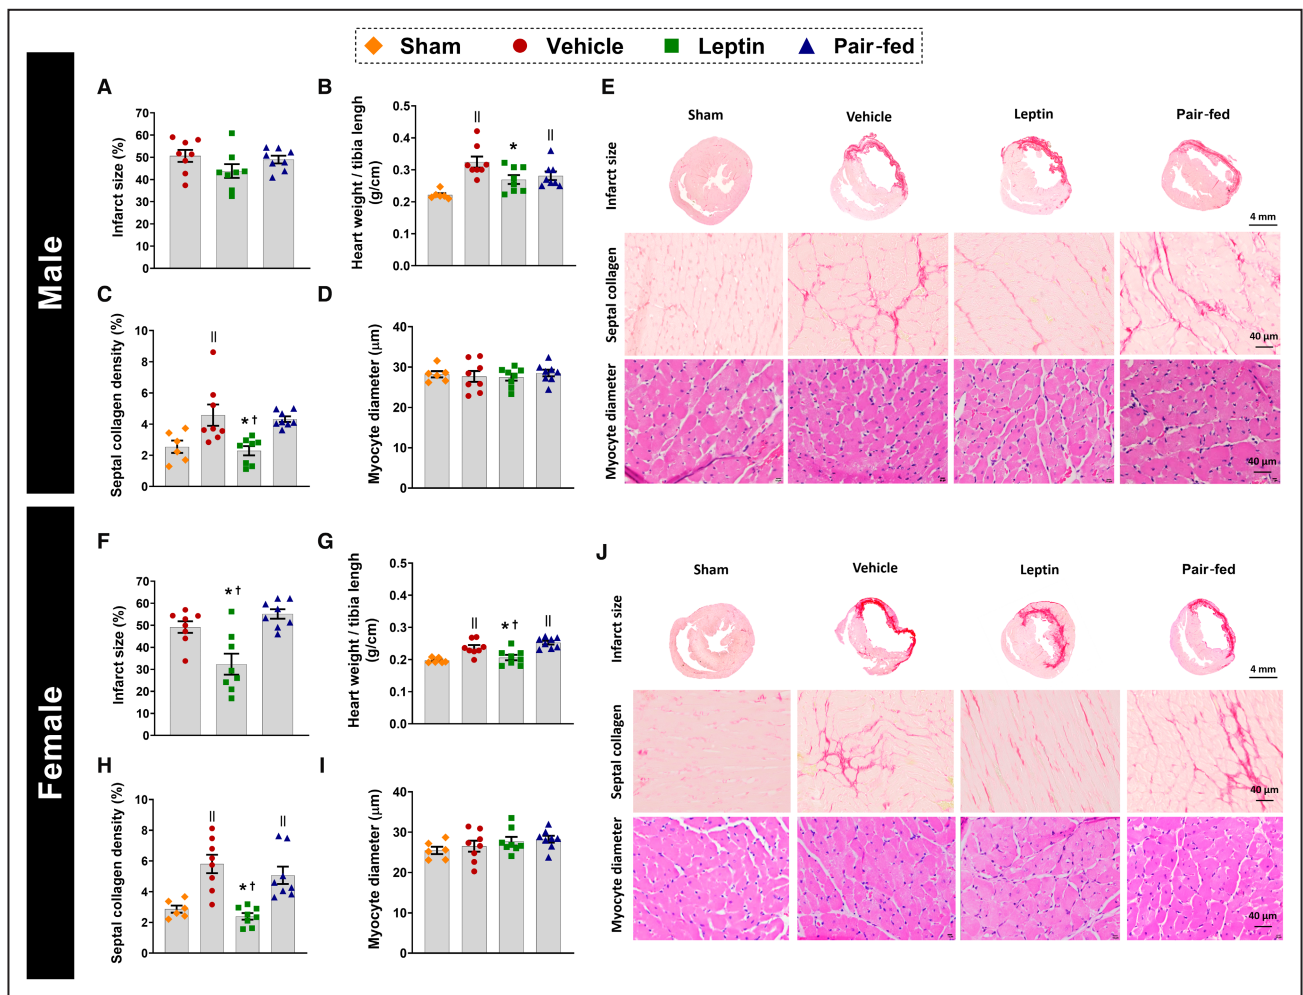 Sham Vehicle Leptin Pair-fed
Male
A
Infarct size (%)
70
60
50
40
30
20
10
0
B
Heart weight / tibia lengh
(g/cm)
0.5
0.4
0.3
0.2
0.1
0.0
||
*
||
C
Septal collagen density (%)
10
8
6
4
2
0
||
* †
D
Myocyte diameter (µm)
40
30
20
10
0
E
Sham Vehicle Leptin Pair-fed
Infarct size
4 mm
Septal collagen
40 µm
Myocyte diameter
40 µm
Female
F
Infarct size (%)
70
60
50
40
30
20
10
0
* †
G
Heart weight / tibia lengh
(g/cm)
0.5
0.4
0.3
0.2
0.1
0.0
||
* †
||
H
Septal collagen density (%)
10
8
6
4
2
0
||
* †
||
I
Myocyte diameter (µm)
40
30
20
10
0
J
Sham Vehicle Leptin Pair-fed
Infarct size
4 mm
Septal collagen
40 µm
Myocyte diameter
40 µm